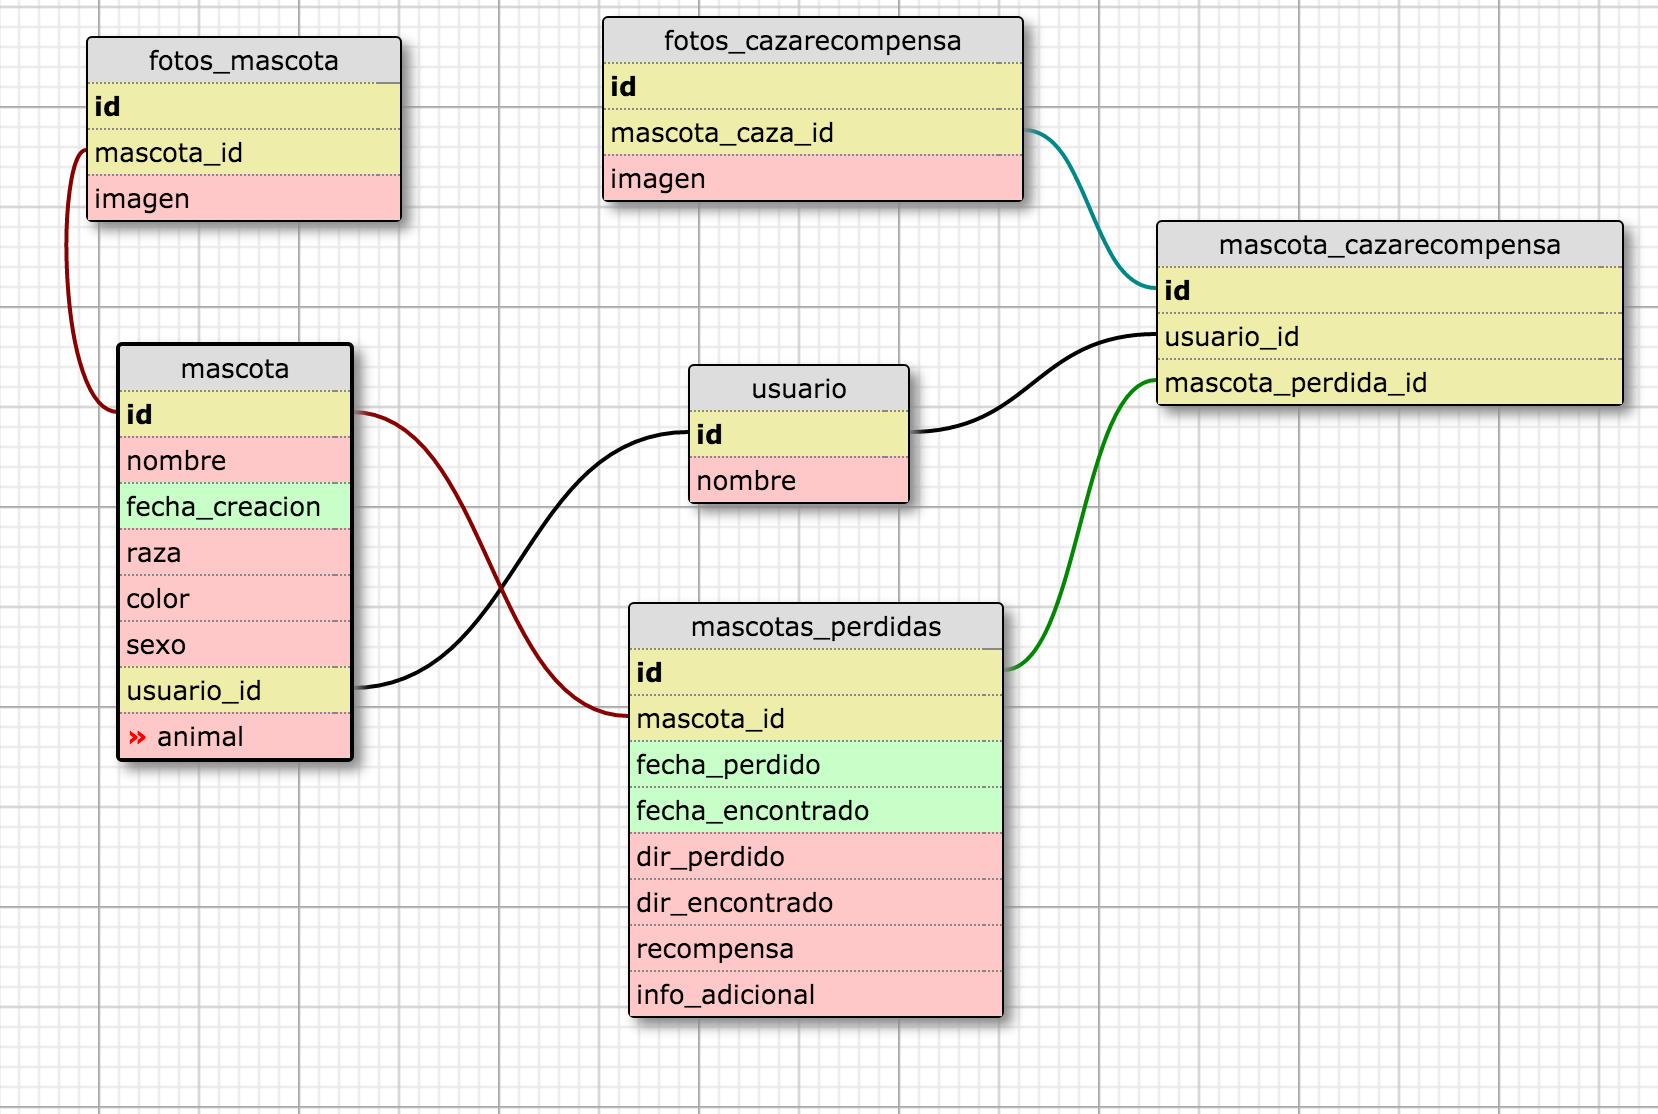 fotos_mascota
id
mascota_id
imagen
fotos_cazarecompensa
id
mascota_caza_id
imagen
mascota_cazarecompensa
id
usuario_id
mascota_perdida_id
mascota
id
nombre
fecha_creacion
raza
color
sexo
usuario_id
» animal
usuario
id
nombre
mascotas_perdidas
id
mascota_id
fecha_perdido
fecha_encontrado
dir_perdido
dir_encontrado
recompensa
info_adicional